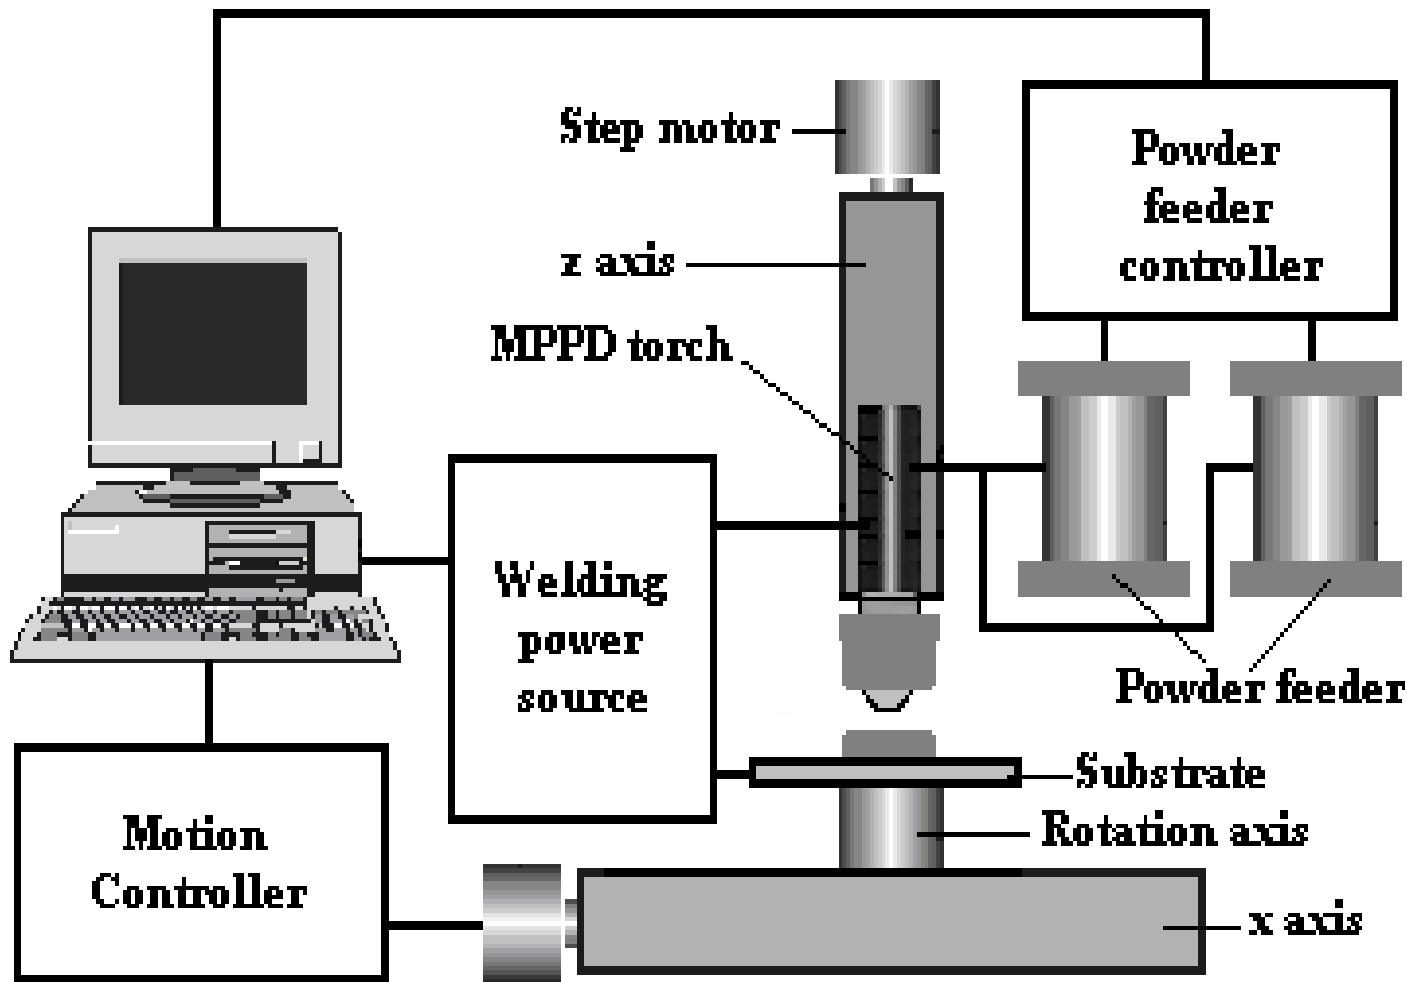 Step motor
Powder
feeder
controller
z axis
MPPD torch
Welding
power
source
Powder feeder
Substrate
Rotation axis
Motion
Controller
x axis